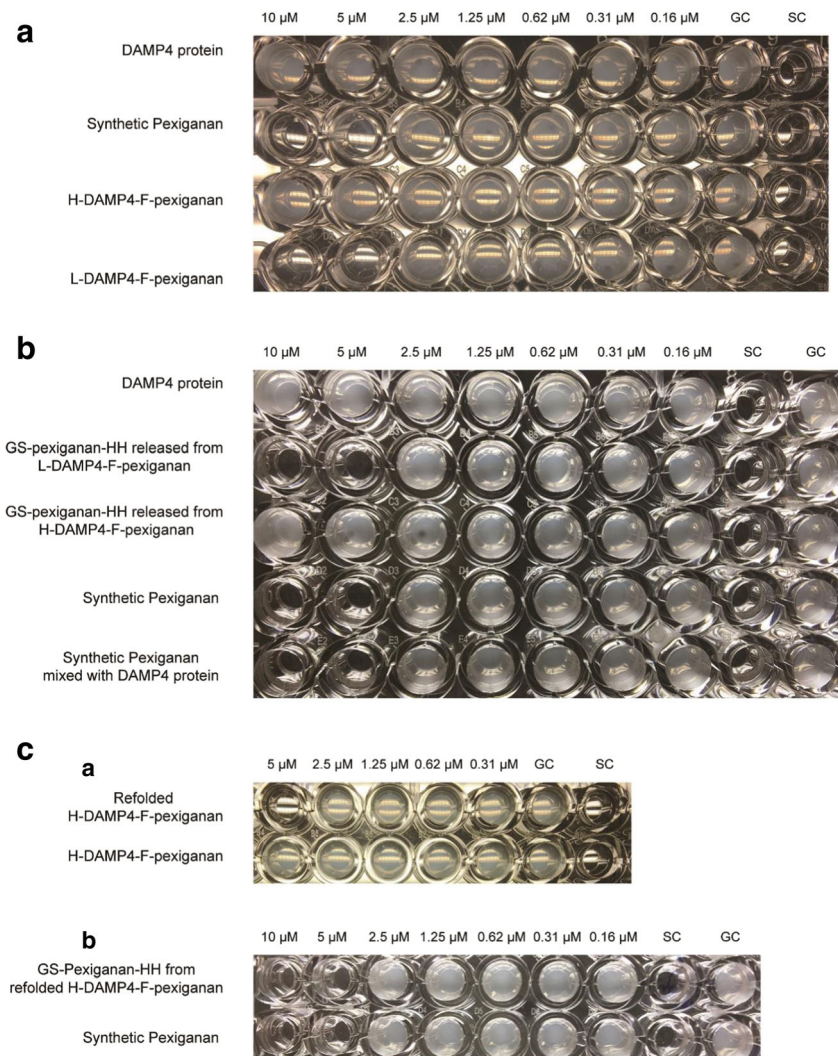 a
10 µM 5 µM 2.5 µM 1.25 µM 0.62 µM 0.31 µM 0.16 µM GC SC
DAMP4 protein
Synthetic Pexiganan
H-DAMP4-F-pexiganan
L-DAMP4-F-pexiganan
b
10 µM 5 µM 2.5 µM 1.25 µM 0.62 µM 0.31 µM 0.16 µM SC GC
DAMP4 protein
GS-pexiganan-HH released from
L-DAMP4-F-pexiganan
GS-pexiganan-HH released from
H-DAMP4-F-pexiganan
Synthetic Pexiganan
Synthetic Pexiganan
mixed with DAMP4 protein
c
a
5 µM 2.5 µM 1.25 µM 0.62 µM 0.31 µM GC SC
Refolded
H-DAMP4-F-pexiganan
H-DAMP4-F-pexiganan
b
10 µM 5 µM 2.5 µM 1.25 µM 0.62 µM 0.31 µM 0.16 µM SC GC
GS-Pexiganan-HH from
refolded H-DAMP4-F-pexiganan
Synthetic Pexiganan